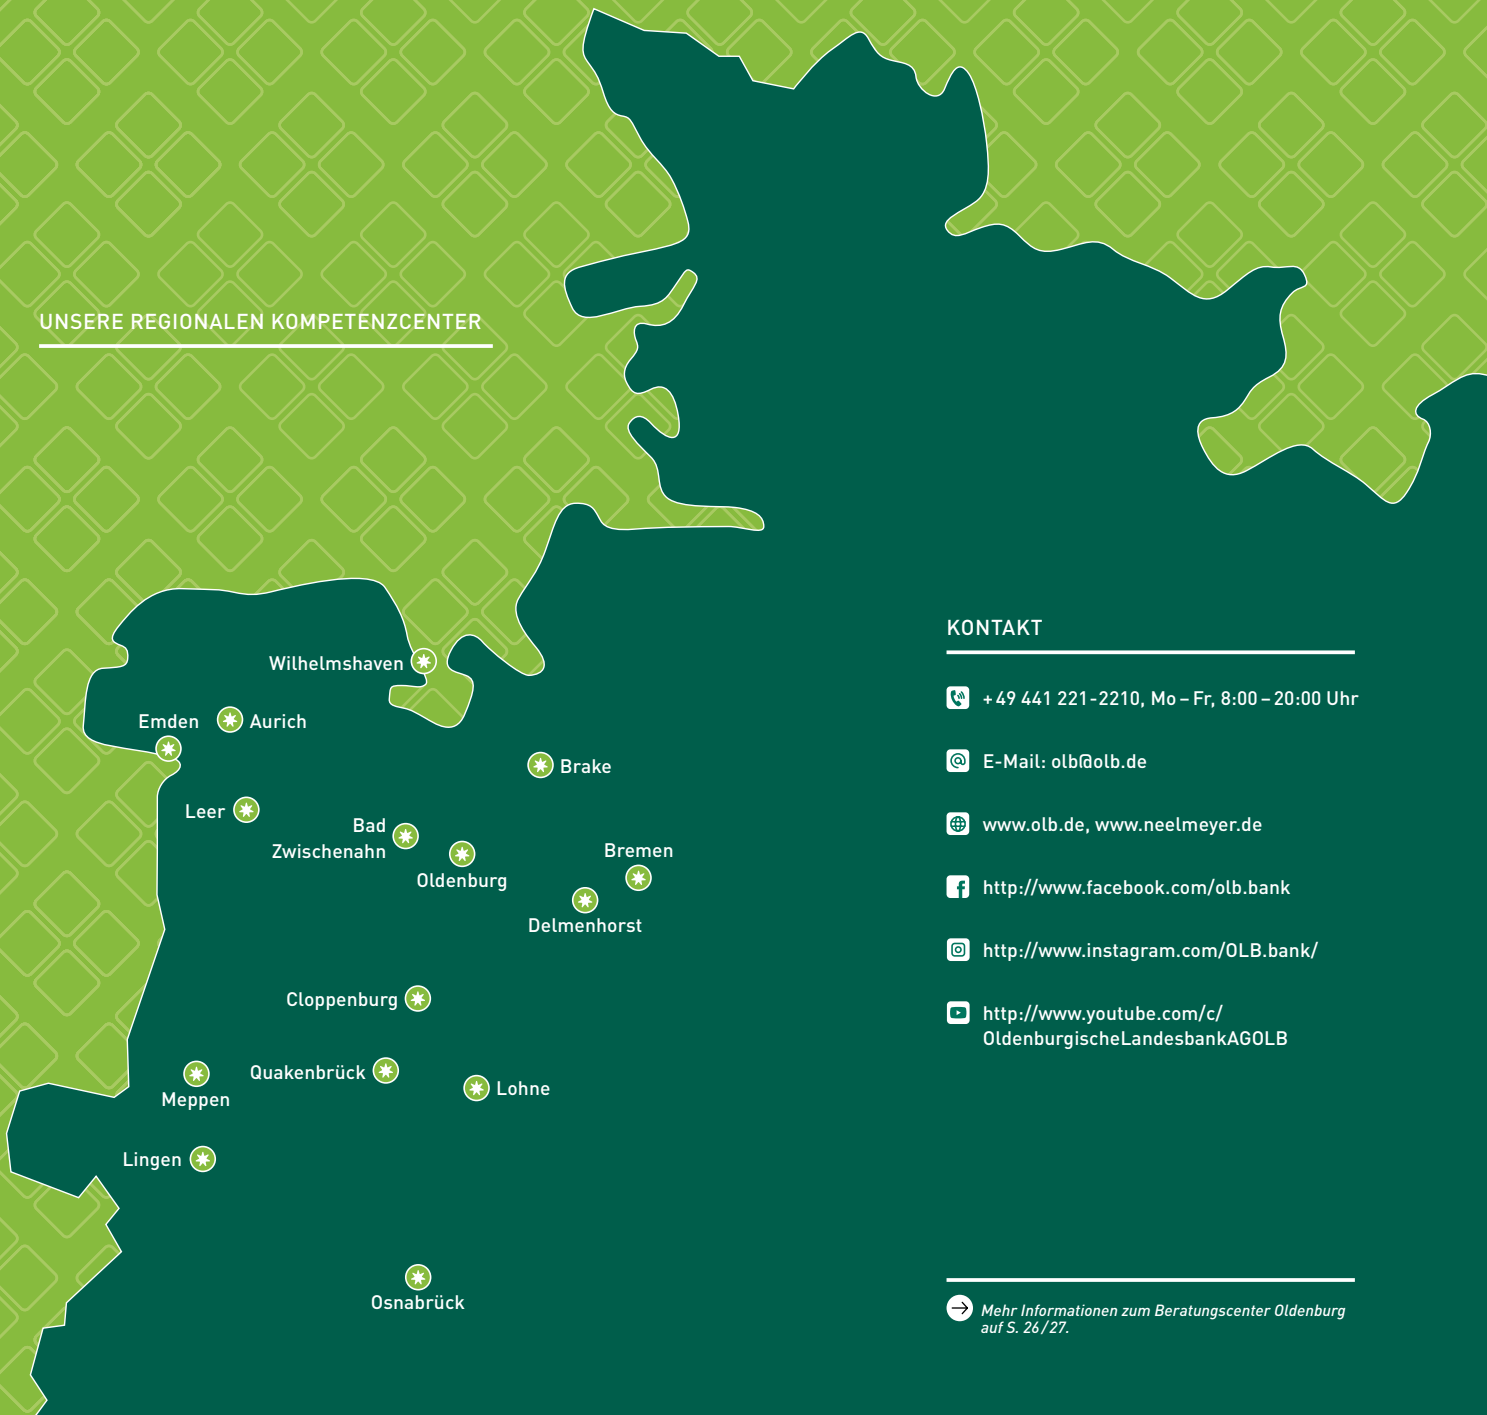 UNSERE REGIONALEN KOMPETENZCENTER
Wilhelmshaven
Emden
Aurich
Brake
Leer
Bad
Zwischenahn
Oldenburg
Bremen
Delmenhorst
Cloppenburg
Quakenbrück
Meppen
Lohne
Lingen
Osnabrück
KONTAKT
+49 441 221-2210, Mo – Fr, 8:00 – 20:00 Uhr
E-Mail: olb@olb.de
www.olb.de, www.neelmeyer.de
http://www.facebook.com/olb.bank
http://www.instagram.com/OLB.bank/
http://www.youtube.com/c/
OldenburgischeLandesbankAGOLB
Mehr Informationen zum Beratungscenter Oldenburg
auf S. 26/27.